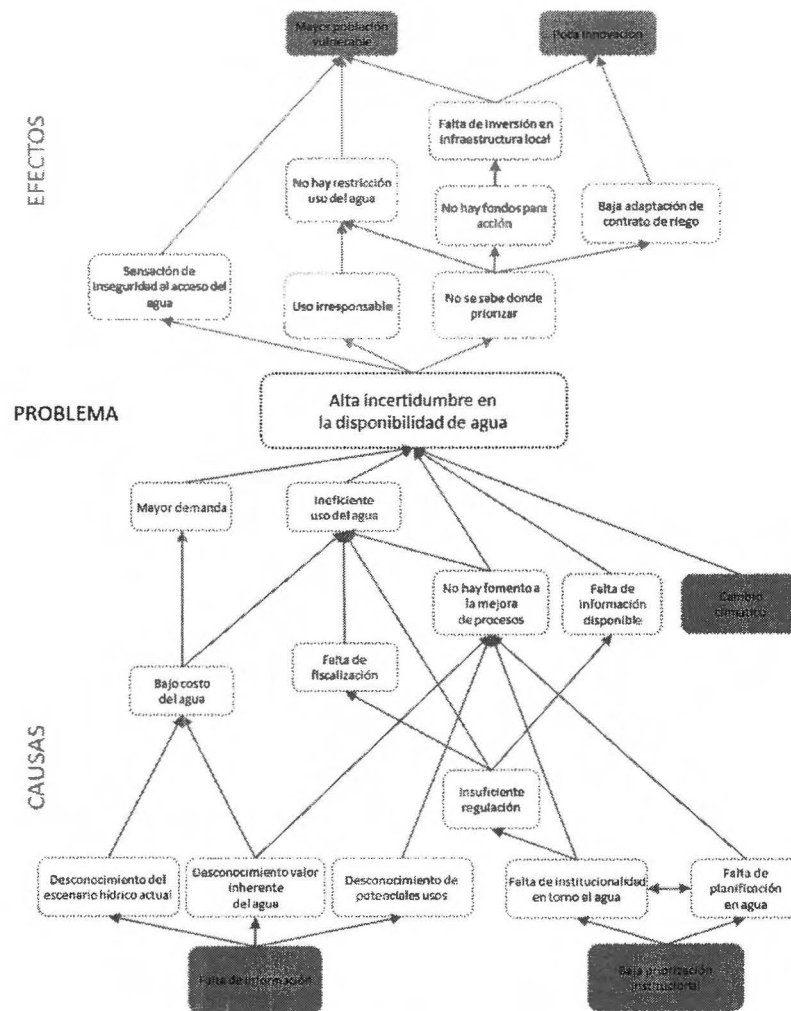 Mayor población
vulnerable
Poca innovación
EFECTOS
Falta de inversión en
infraestructura local
No hay restricción
uso del agua
No hay fondos para
acción
Baja adaptación de
contrato de riego
Sensación de
inseguridad al acceso del
agua
Uso irresponsable
No se sabe donde
priorizar
PROBLEMA
Alta incertidumbre en
la disponibilidad de agua
Mayor demanda
Ineficiente
uso del agua
No hay fomento a
la mejora
de procesos
Falta de
información
disponible
Cambio
climático
Bajo costo
del agua
Falta de
fiscalización
CAUSAS
Insuficiente
regulación
Desconocimiento del
escenario hídrico actual
Desconocimiento valor
inherente
del agua
Desconocimiento de
potenciales usos
Falta de institucionalidad
en torno al agua
Falta de
planificación
en agua
Falta de información
Baja priorización
institucional